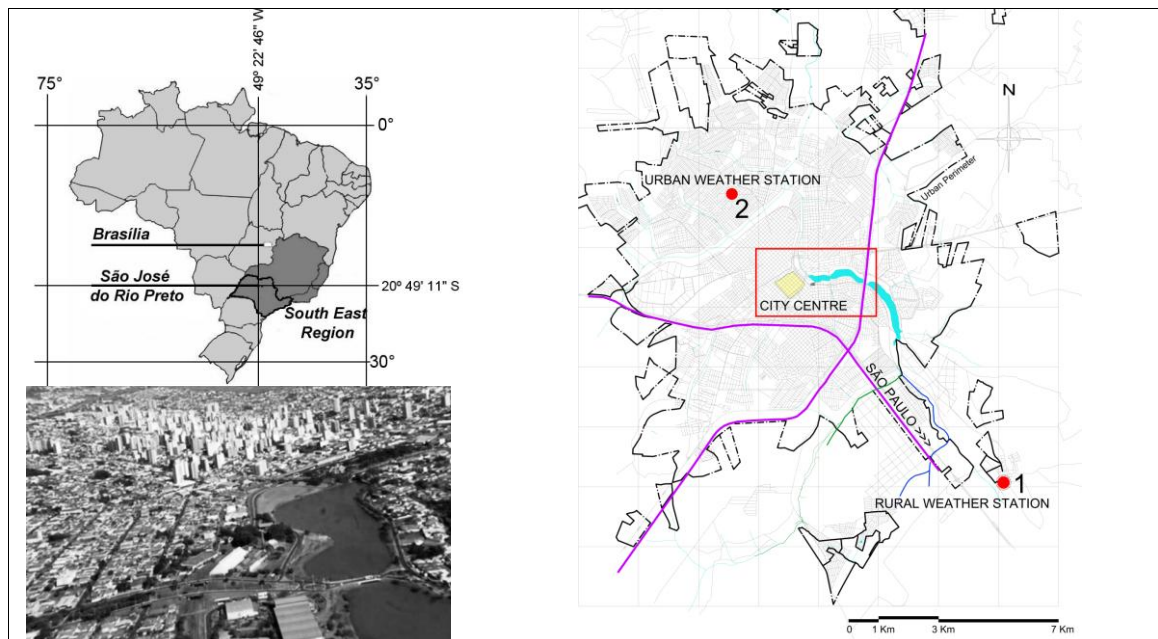 49º 22' 46" W
75°
35°
0°
Brasília
São José
do Rio Preto
20º 49' 11" S
South East
Region
30°
N
URBAN WEATHER STATION
2
Urban Perimeter
CITY CENTRE
SÃO PAULO >>>
1
RURAL WEATHER STATION
0 1 Km 3 Km 7 Km